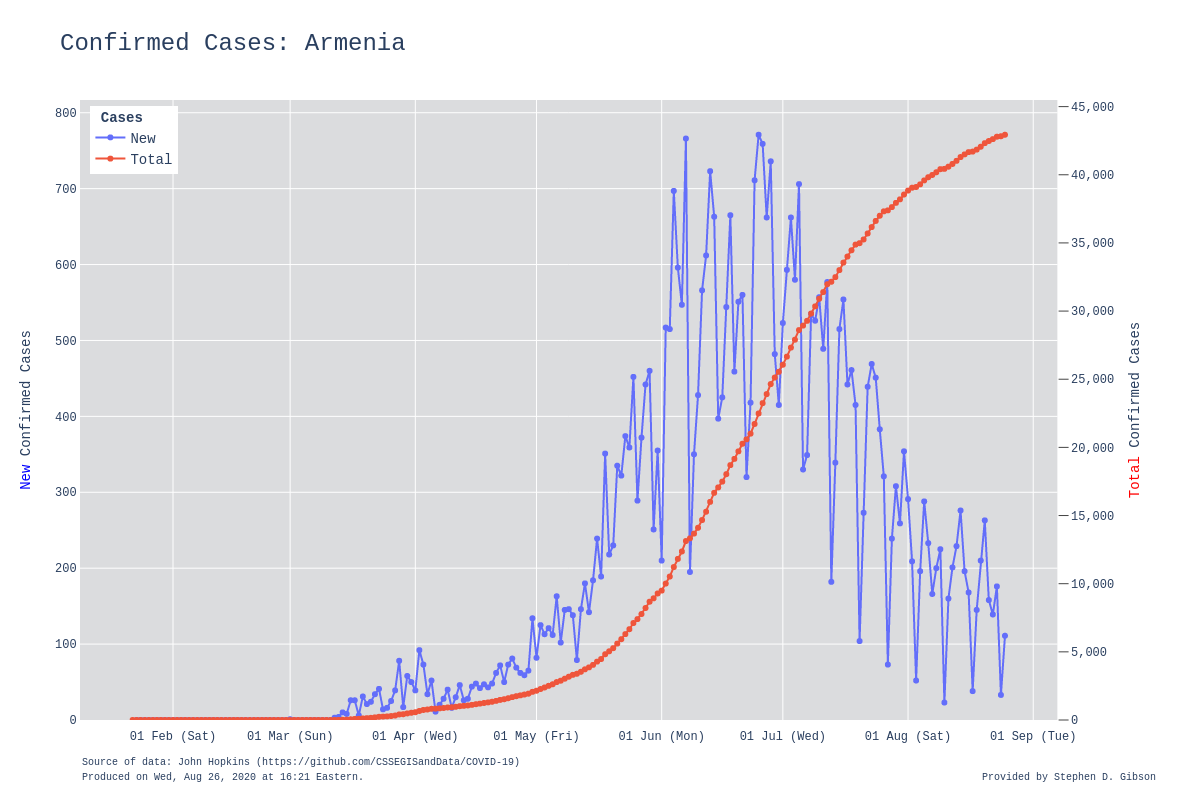 Confirmed Cases: Armenia
Cases
New
Total
800
700
600
500
400
300
200
100
0
New Confirmed Cases
45,000
40,000
35,000
30,000
25,000
20,000
15,000
10,000
5,000
0
Total Confirmed Cases
01 Feb (Sat) 01 Mar (Sun) 01 Apr (Wed) 01 May (Fri) 01 Jun (Mon) 01 Jul (Wed) 01 Aug (Sat) 01 Sep (Tue)
Source of data: John Hopkins (https://github.com/CSSEGISandData/COVID-19)
Produced on Wed, Aug 26, 2020 at 16:21 Eastern.
Provided by Stephen D. Gibson